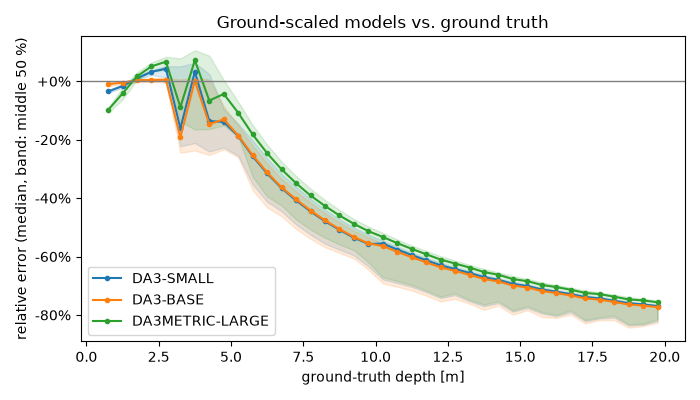 Ground-scaled models vs. ground truth
relative error (median, band: middle 50 %)
+0%
-20%
-40%
-60%
-80%
DA3-SMALL
DA3-BASE
DA3METRIC-LARGE
0.0 2.5 5.0 7.5 10.0 12.5 15.0 17.5 20.0
ground-truth depth [m]